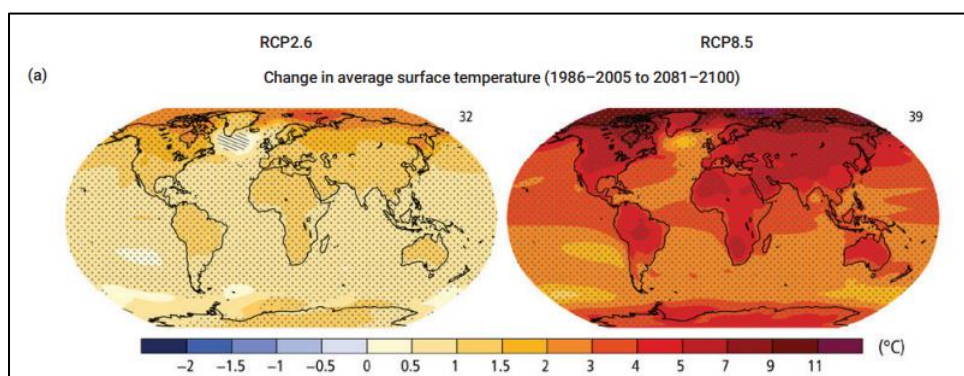 RCP2.6 RCP8.5
(a) Change in average surface temperature (1986–2005 to 2081–2100)
32 39
(°C)
−2 −1.5 −1 −0.5 0 0.5 1 1.5 2 3 4 5 7 9 11